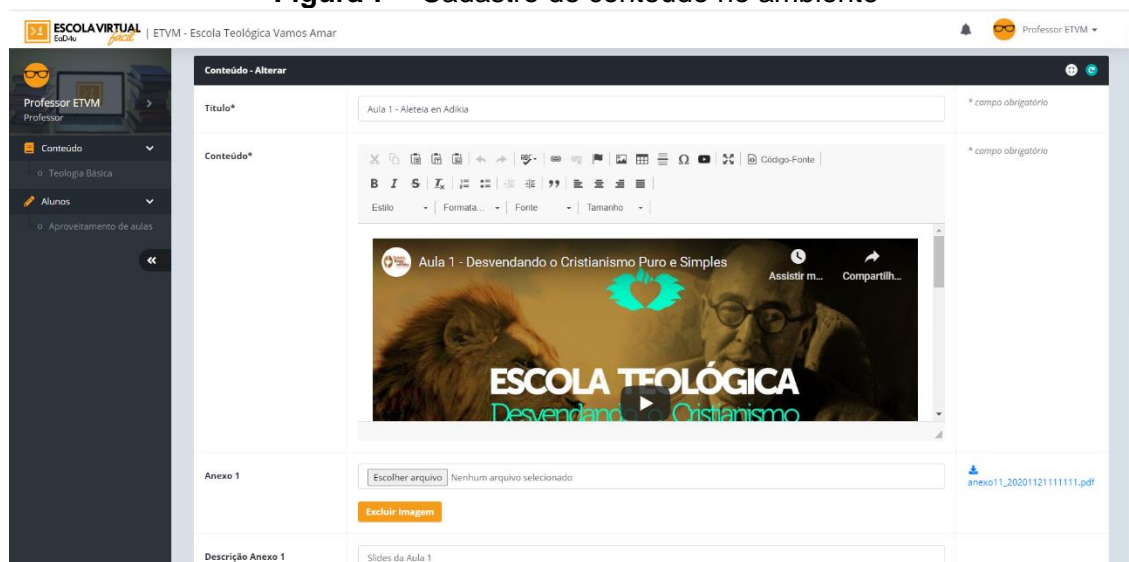 Cadastro de conteúdo no ambiente
ESCOLA VIRTUAL
EaD4u fácil
| ETVM - Escola Teológica Vamos Amar
Professor ETVM
Professor ETVM
Professor
Conteúdo
Teologia Básica
Alunos
Aproveitamento de aulas
Conteúdo - Alterar
Título*
Aula 1 - Aleteia en Adikia
* campo obrigatório
Conteúdo*
* campo obrigatório
Código-Fonte
B I S Ix
Estilo Formata... Fonte Tamanho
Aula 1 - Desvendando o Cristianismo Puro e Simples
Assistir m... Compartilh...
ESCOLA TEOLÓGICA
Desvendando o Cristianismo
Anexo 1
Escolher arquivo Nenhum arquivo selecionado
anexo11_20201121111111.pdf
Excluir Imagem
Descrição Anexo 1
Slides da Aula 1